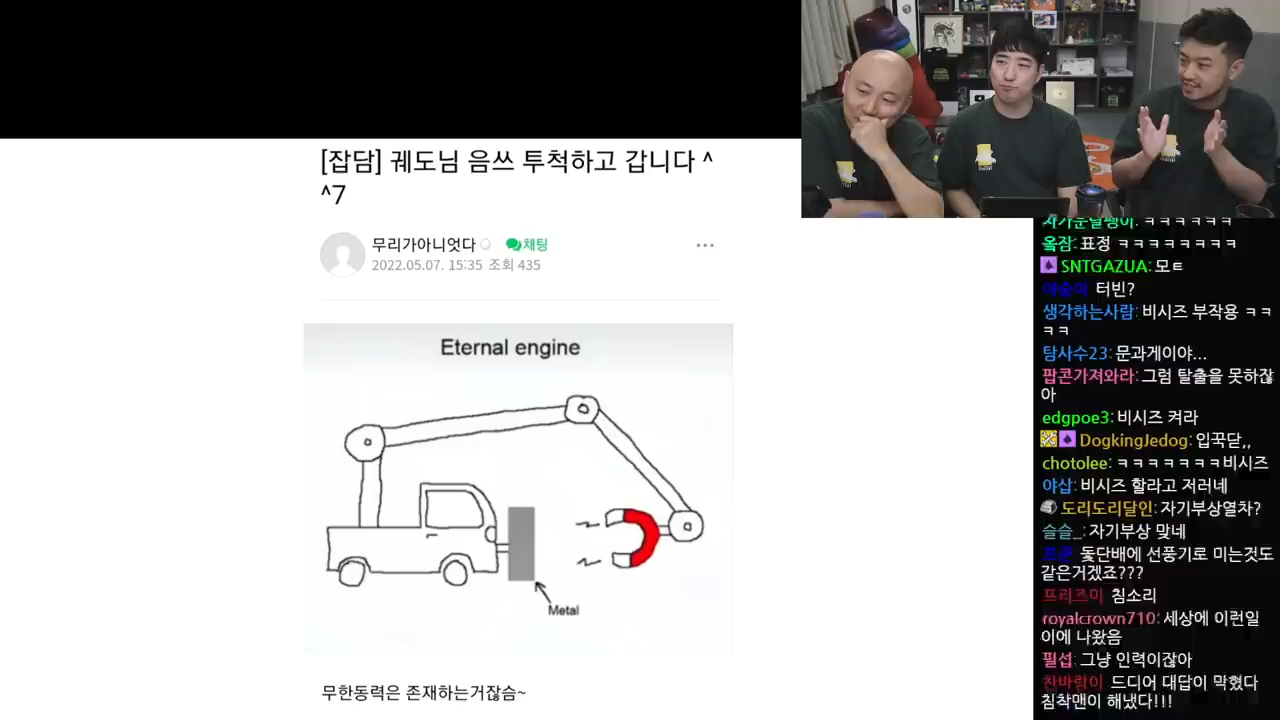 [잡담] 궤도님 음쓰 투척하고 갑니다 ^
^7
무리가아니엇다 채팅
2022.05.07. 15:35 조회 435
Eternal engine
Metal
무한동력은 존재하는거잖슴~
ㅋㅋㅋㅋㅋㅋ
옼잠: 표정 ㅋㅋㅋㅋㅋㅋㅋㅋ
SNTGAZUA: 모ㅌ
터빈?
생각하는사람: 비시즈 부작용 ㅋㅋ
ㅋㅋ
탐사수23: 문과게이야...
팝콘가져와라: 그럼 탈출을 못하잖
아
edgpoe3: 비시즈 켜라
DogkingJedog: 입꾹닫,,
chotolee: ㅋㅋㅋㅋㅋㅋㅋ비시즈
야삽: 비시즈 할라고 저러네
도리도리달인: 자기부상열차?
슬슬_: 자기부상 맞네
프쿤 돛단배에 선풍기로 미는것도
같은거겠죠???
프리즈미 침소리
royalcrown710: 세상에 이런일
이에 나왔음
필섭: 그냥 인력이잖아
찬바람이 드디어 대답이 막혔다
침착맨이 해냈다!!!